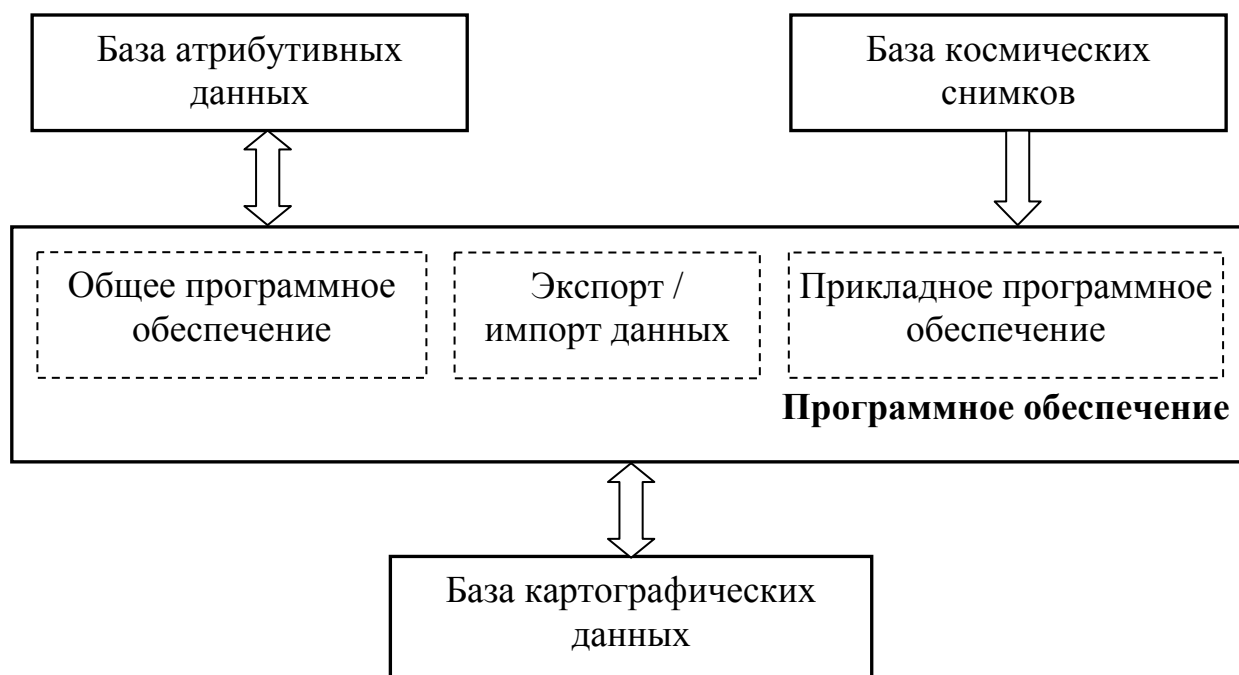 База атрибутивных
данных
База космических
снимков
Общее программное
обеспечение
Экспорт /
импорт данных
Прикладное программное
обеспечение
Программное обеспечение
База картографических
данных